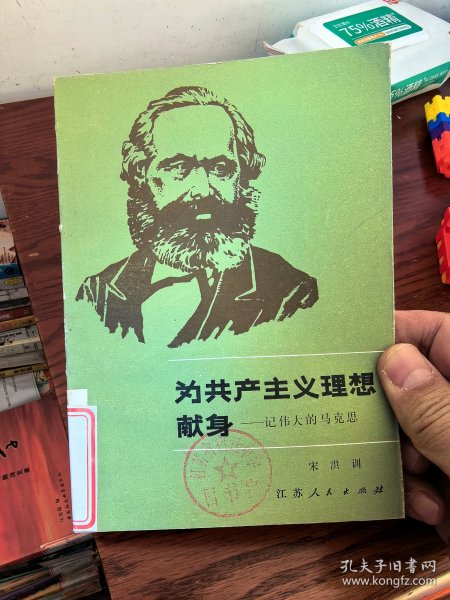 75%酒精
为共产主义理想
献身——记伟大的马克思
宋洪训
江苏人民出版社
孔夫子旧书网
www.kongfz.com